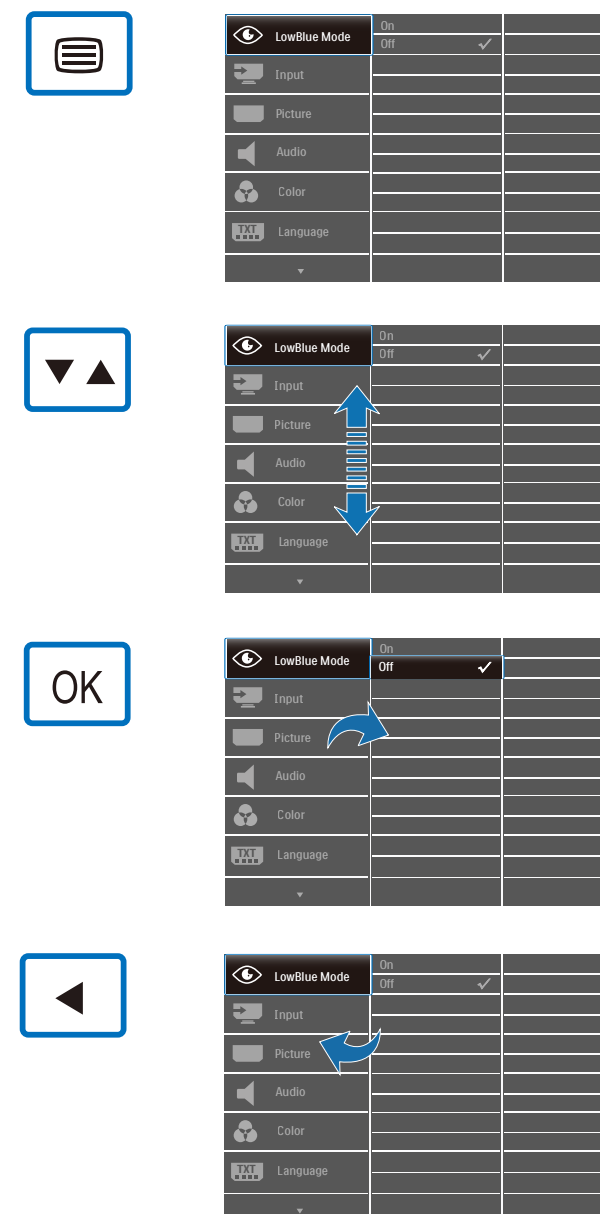 LowBlue Mode
On
Off
Input
Picture
Audio
Color
TXT
Language
LowBlue Mode
On
Off
Input
Picture
Audio
Color
TXT
Language
OK
LowBlue Mode
On
Off
Input
Picture
Audio
Color
TXT
Language
LowBlue Mode
On
Off
Input
Picture
Audio
Color
TXT
Language